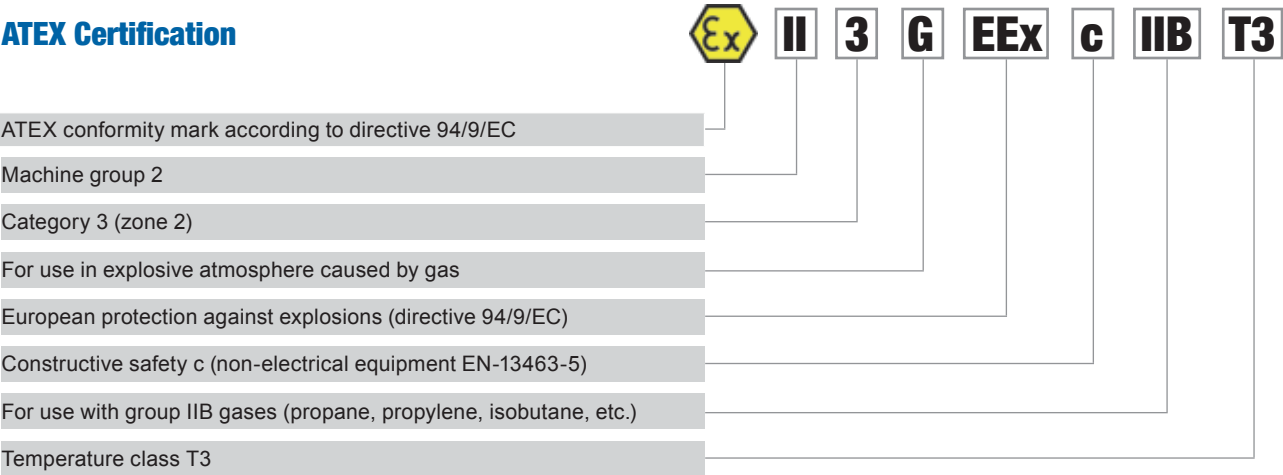 ATEX Certification
Ex II 3 G EEx c IIB T3
ATEX conformity mark according to directive 94/9/EC
Machine group 2
Category 3 (zone 2)
For use in explosive atmosphere caused by gas
European protection against explosions (directive 94/9/EC)
Constructive safety c (non-electrical equipment EN-13463-5)
For use with group IIB gases (propane, propylene, isobutane, etc.)
Temperature class T3